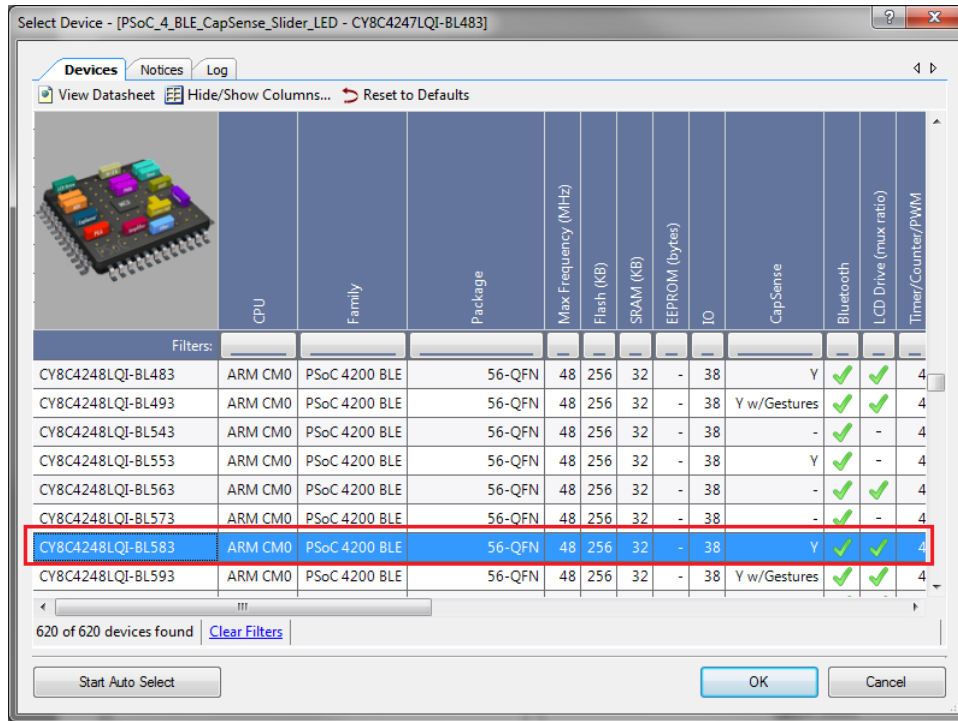 Select Device - [PSoC_4_BLE_CapSense_Slider_LED - CY8C4247LQI-BL483]
Devices Notices Log
View Datasheet Hide/Show Columns... Reset to Defaults
CPU Family Package Max Frequency (MHz) Flash (KB) SRAM (KB) EEPROM (bytes) IO CapSense Bluetooth LCD Drive (mux ratio) Timer/Counter/PWM
Filters:
CY8C4248LQI-BL483 ARM CM0 PSoC 4200 BLE 56-QFN 48 256 32 - 38 Y 4
CY8C4248LQI-BL493 ARM CM0 PSoC 4200 BLE 56-QFN 48 256 32 - 38 Y w/Gestures 4
CY8C4248LQI-BL543 ARM CM0 PSoC 4200 BLE 56-QFN 48 256 32 - 38 - - 4
CY8C4248LQI-BL553 ARM CM0 PSoC 4200 BLE 56-QFN 48 256 32 - 38 Y - 4
CY8C4248LQI-BL563 ARM CM0 PSoC 4200 BLE 56-QFN 48 256 32 - 38 - 4
CY8C4248LQI-BL573 ARM CM0 PSoC 4200 BLE 56-QFN 48 256 32 - 38 - - 4
CY8C4248LQI-BL583 ARM CM0 PSoC 4200 BLE 56-QFN 48 256 32 - 38 Y 4
CY8C4248LQI-BL593 ARM CM0 PSoC 4200 BLE 56-QFN 48 256 32 - 38 Y w/Gestures 4
620 of 620 devices found Clear Filters
Start Auto Select OK Cancel